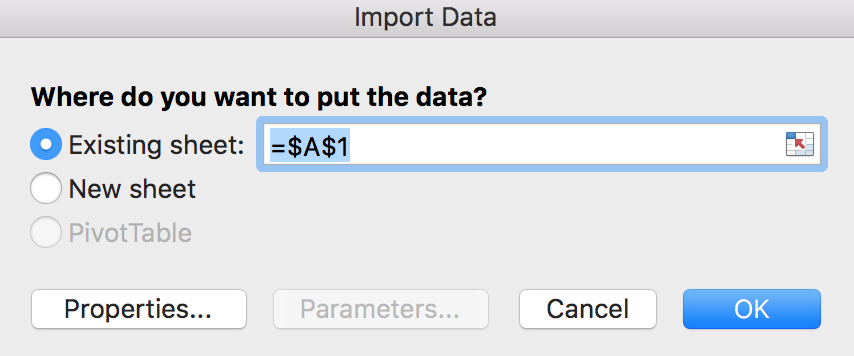 Import Data
Where do you want to put the data?
Existing sheet: =$A$1
New sheet
PivotTable
Properties... Parameters... Cancel OK